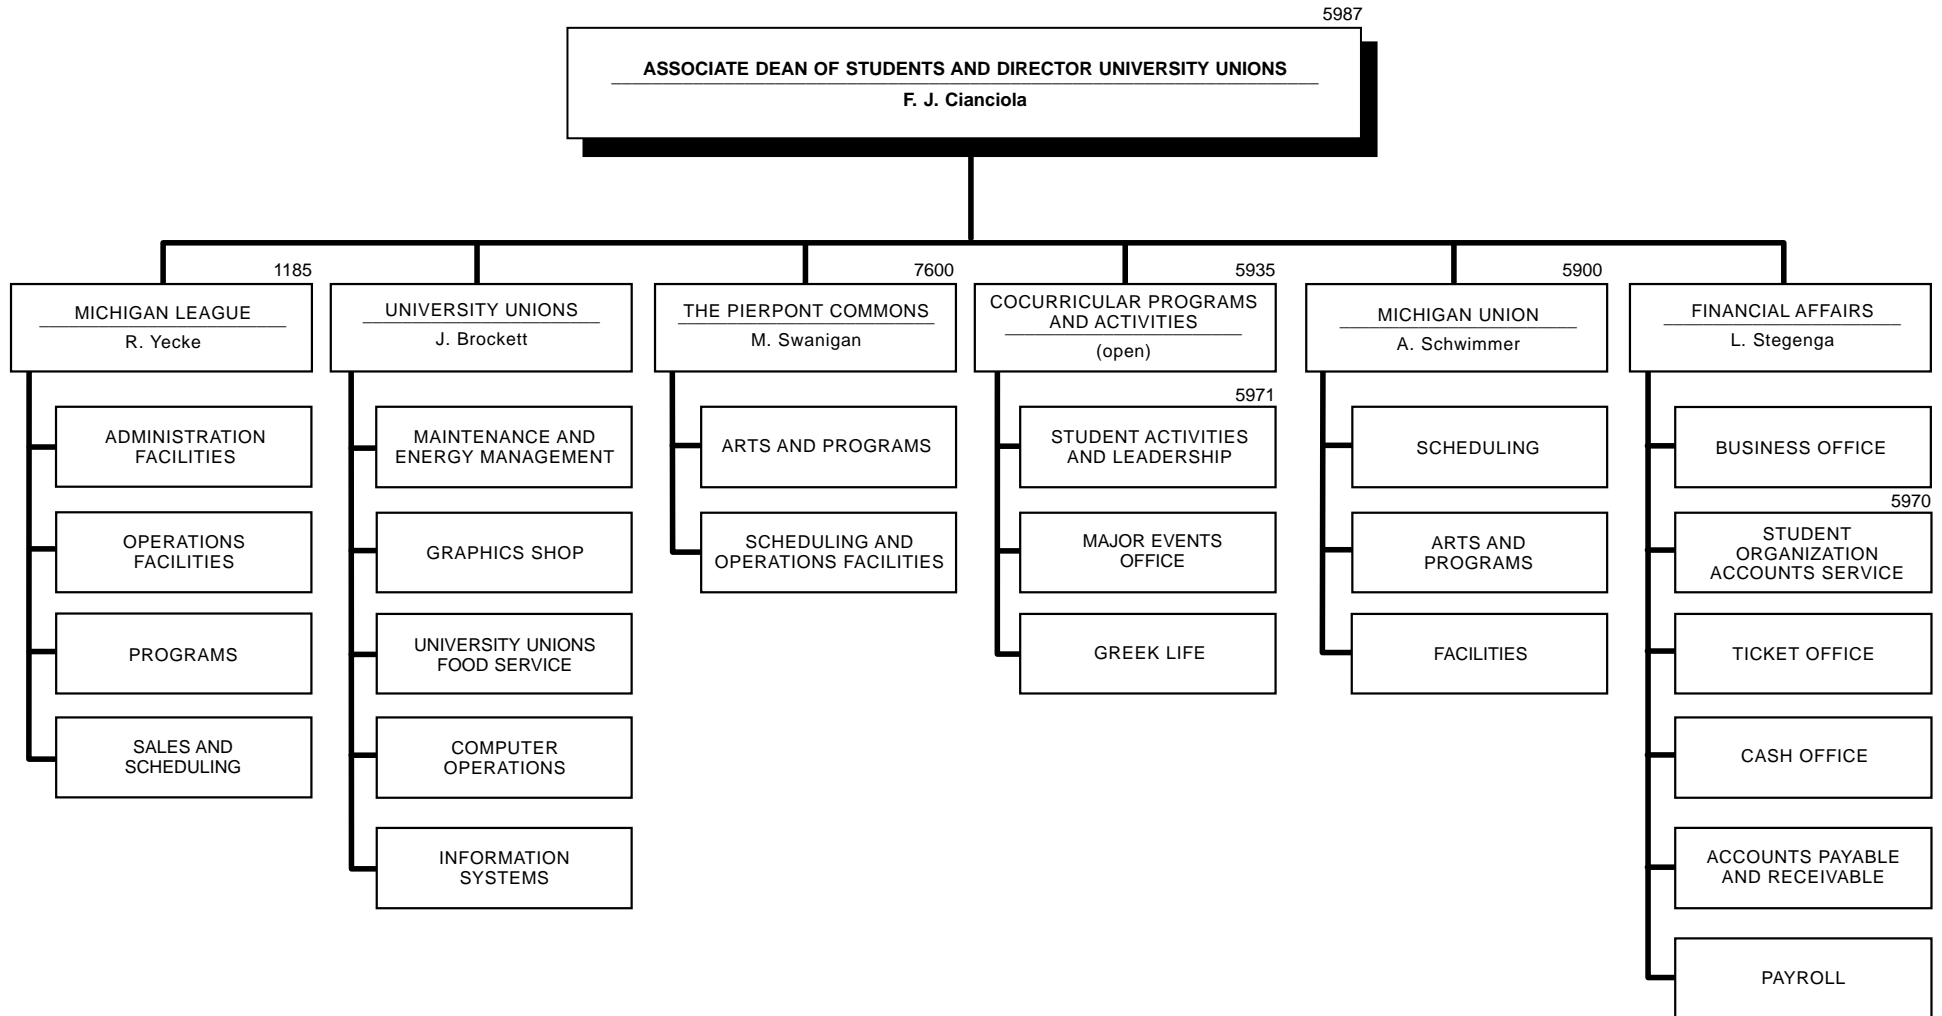 5987
ASSOCIATE DEAN OF STUDENTS AND DIRECTOR UNIVERSITY UNIONS
F. J. Cianciola
1185
MICHIGAN LEAGUE
R. Yecke
ADMINISTRATION
FACILITIES
OPERATIONS
FACILITIES
PROGRAMS
SALES AND
SCHEDULING
UNIVERSITY UNIONS
J. Brockett
MAINTENANCE AND
ENERGY MANAGEMENT
GRAPHICS SHOP
UNIVERSITY UNIONS
FOOD SERVICE
COMPUTER
OPERATIONS
INFORMATION
SYSTEMS
7600
THE PIERPONT COMMONS
M. Swanigan
ARTS AND PROGRAMS
SCHEDULING AND
OPERATIONS FACILITIES
5935
COCURRICULAR PROGRAMS
AND ACTIVITIES
(open)
5971
STUDENT ACTIVITIES
AND LEADERSHIP
MAJOR EVENTS
OFFICE
GREEK LIFE
5900
MICHIGAN UNION
A. Schwimmer
SCHEDULING
ARTS AND
PROGRAMS
FACILITIES
FINANCIAL AFFAIRS
L. Stegenga
BUSINESS OFFICE
5970
STUDENT
ORGANIZATION
ACCOUNTS SERVICE
TICKET OFFICE
CASH OFFICE
ACCOUNTS PAYABLE
AND RECEIVABLE
PAYROLL